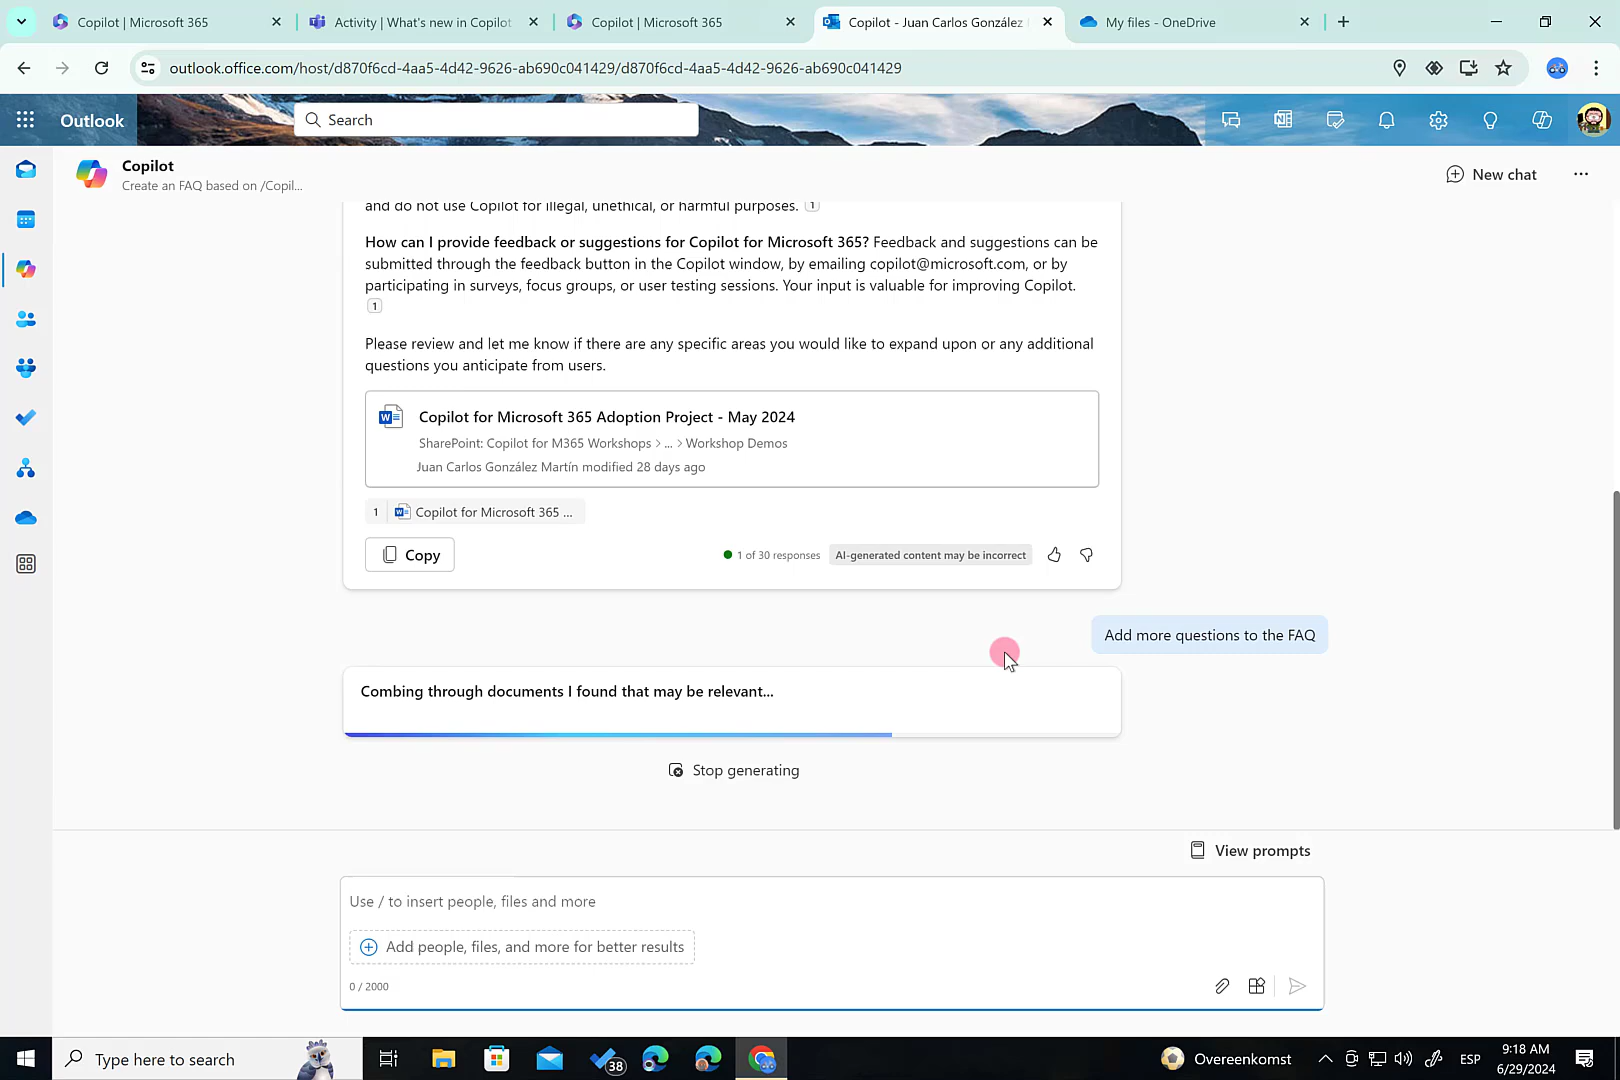 Copilot | Microsoft 365
Activity | What's new in Copilot
Copilot | Microsoft 365
Copilot - Juan Carlos González
My files - OneDrive
outlook.office.com/host/d870f6cd-4aa5-4d42-9626-ab690c041429/d870f6cd-4aa5-4d42-9626-ab690c041429
Outlook
Search
Copilot
Create an FAQ based on /Copil...
New chat
and do not use Copilot for illegal, unethical, or harmful purposes. 1
How can I provide feedback or suggestions for Copilot for Microsoft 365? Feedback and suggestions can be
submitted through the feedback button in the Copilot window, by emailing copilot@microsoft.com, or by
participating in surveys, focus groups, or user testing sessions. Your input is valuable for improving Copilot.
1
Please review and let me know if there are any specific areas you would like to expand upon or any additional
questions you anticipate from users.
Copilot for Microsoft 365 Adoption Project - May 2024
SharePoint: Copilot for M365 Workshops > ... > Workshop Demos
Juan Carlos González Martín modified 28 days ago
1 Copilot for Microsoft 365 ...
Copy
1 of 30 responses
AI-generated content may be incorrect
Add more questions to the FAQ
Combing through documents I found that may be relevant...
Stop generating
View prompts
Use / to insert people, files and more
Add people, files, and more for better results
0 / 2000
Type here to search
38
Overeenkomst
ESP
9:18 AM
6/29/2024